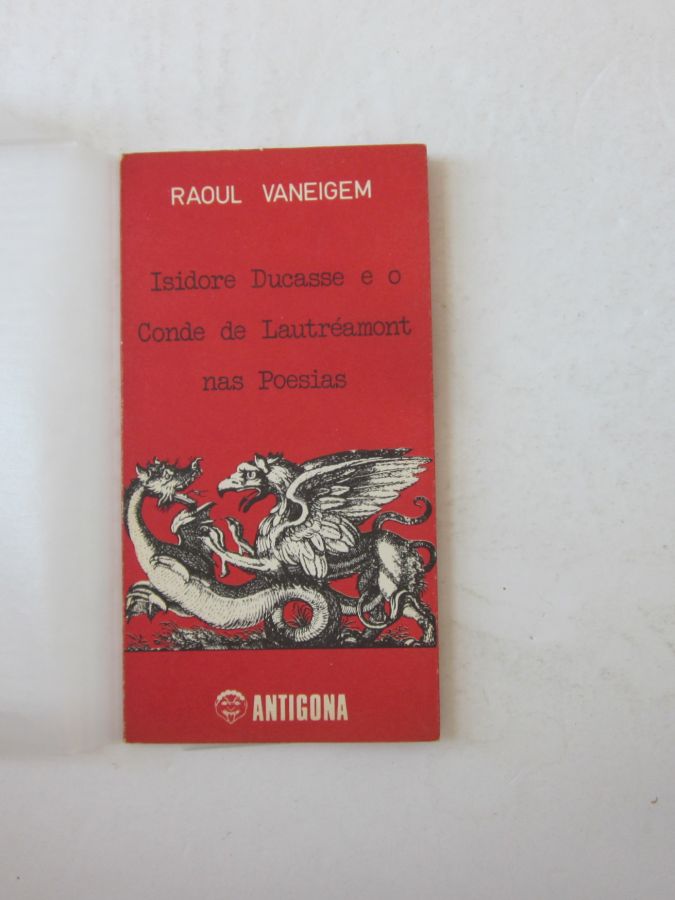 RAOUL VANEIGEM
Isidore Ducasse e o
Conde de Lautréamont
nas Poesias
ANTIGONA